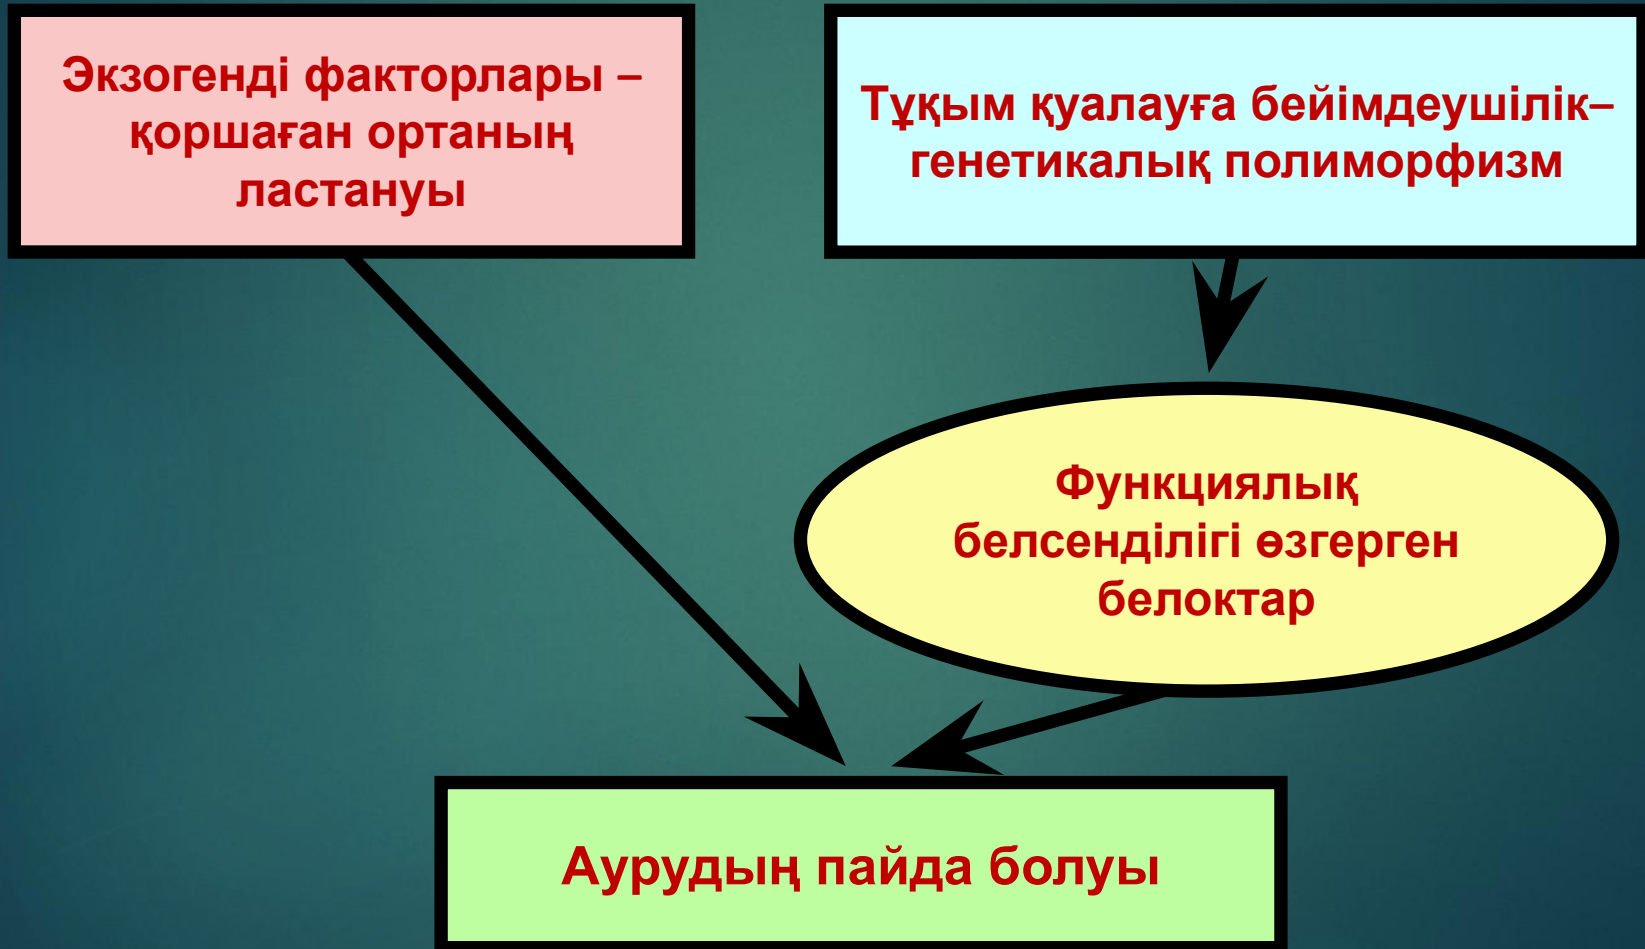 Экзогенді факторлары –
қоршаған ортаның
ластануы
Тұқым қуалауға бейімдеушілік–
генетикалық полиморфизм
Функциялық
белсенділігі өзгерген
белоктар
Аурудың пайда болуы